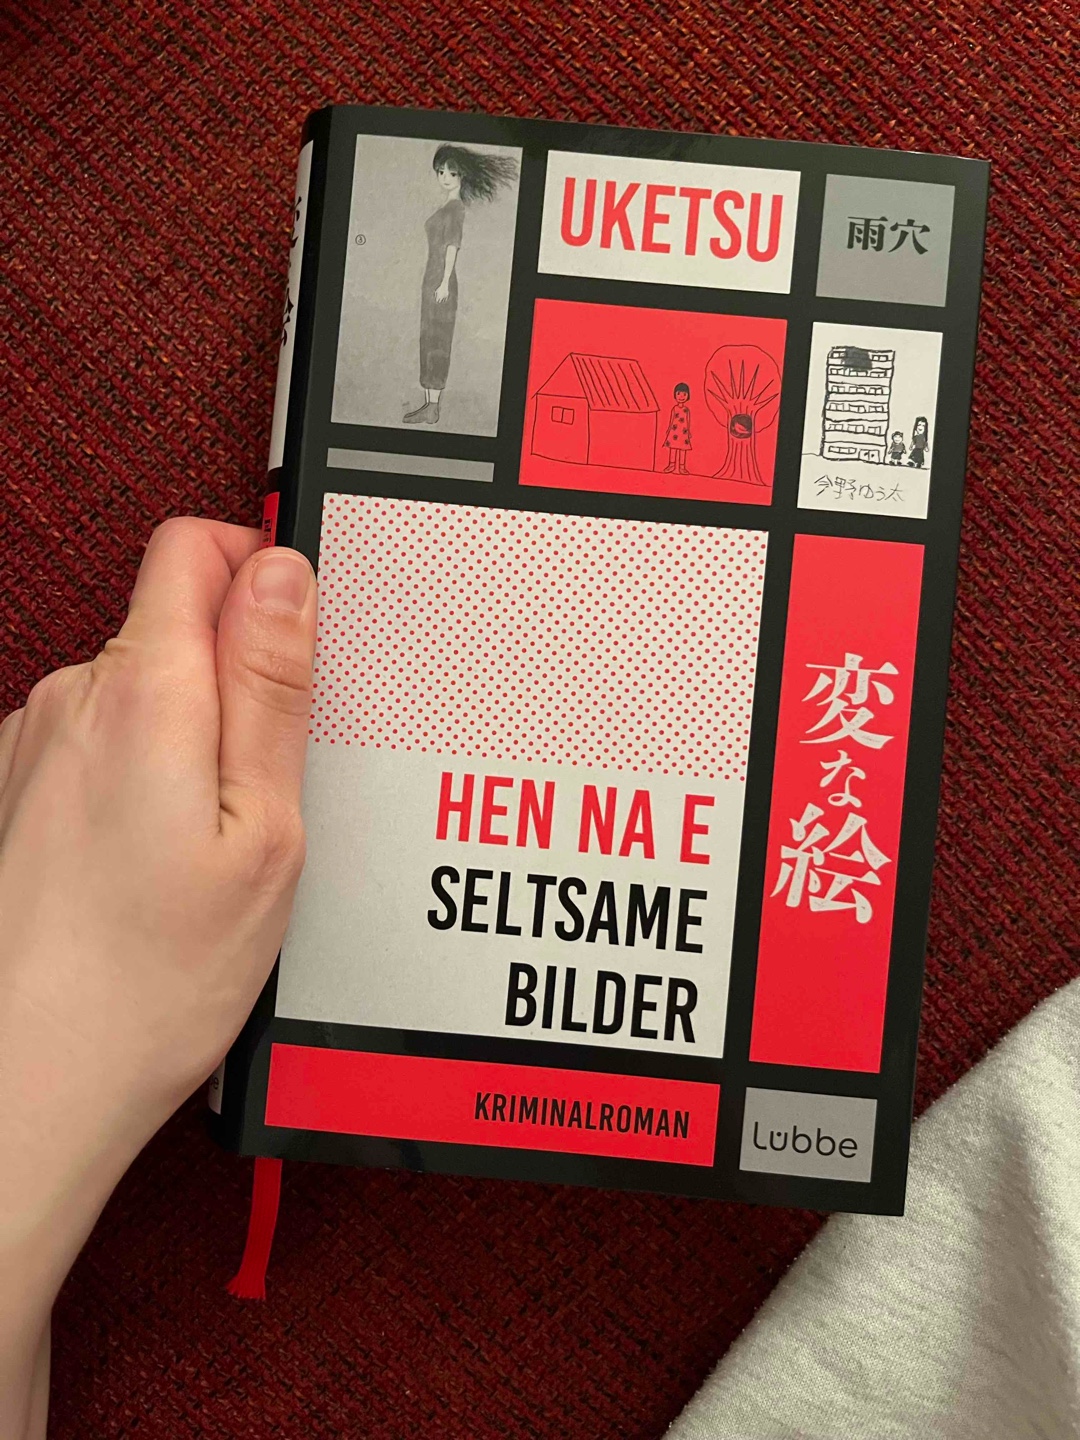 UKETSU
雨穴
今野ゆう太
変な絵
HEN NA E
SELTSAME
BILDER
KRIMINALROMAN
Lübbe